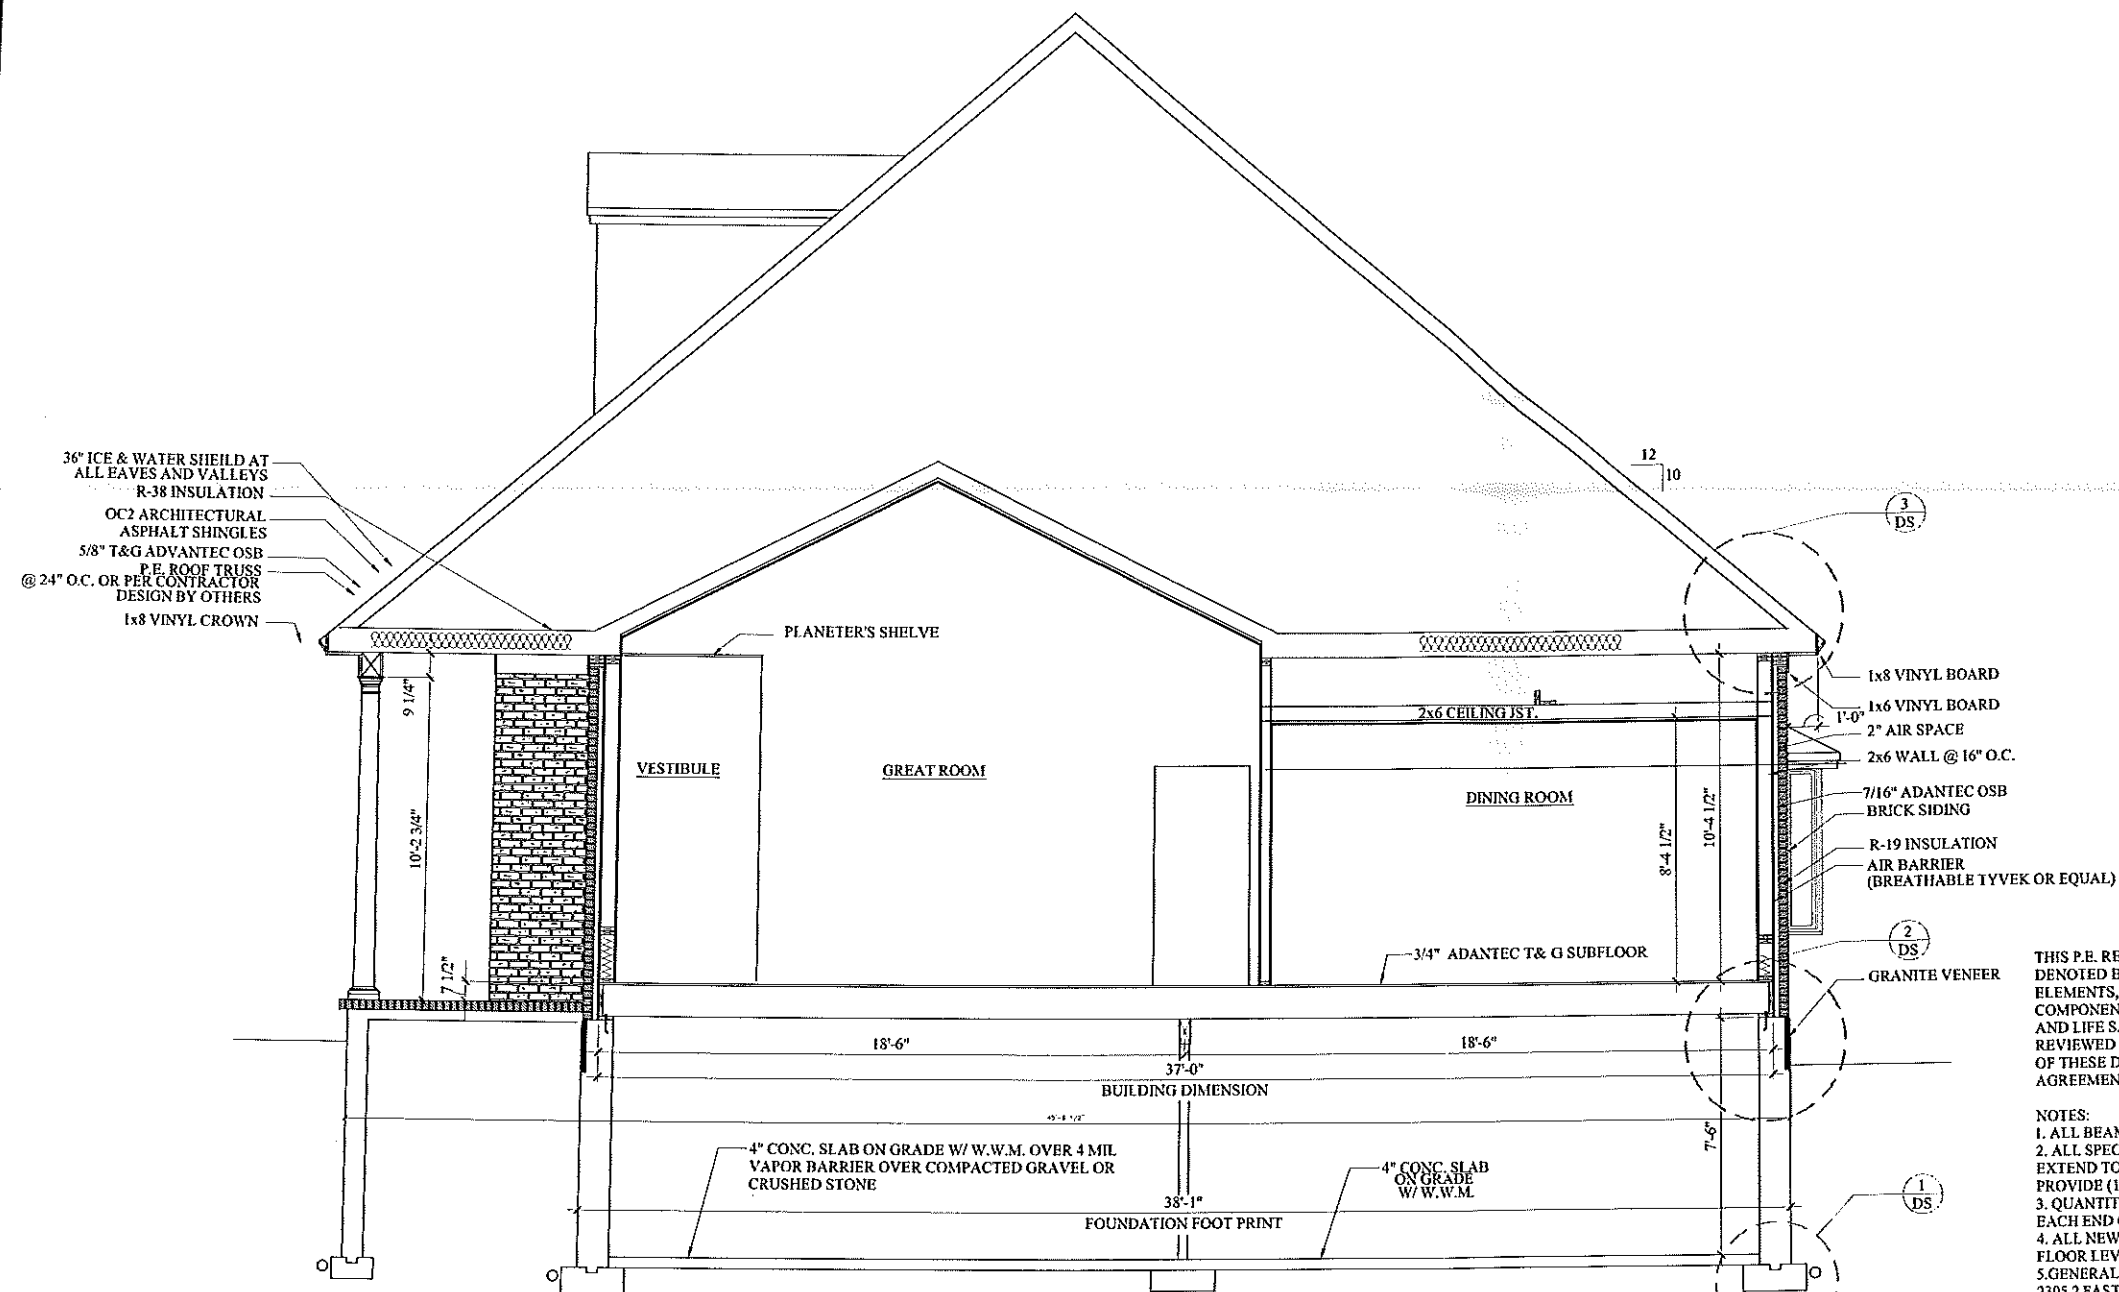 36" ICE & WATER SHEILD AT
ALL EAVES AND VALLEYS
R-38 INSULATION
OC2 ARCHITECTURAL
ASPHALT SHINGLES
5/8" T&G ADVANTEC OSB
P.E. ROOF TRUSS
@ 24" O.C. OR PER CONTRACTOR
DESIGN BY OTHERS
1x8 VINYL CROWN
12
10
3
DS
PLANETER'S SHELVE
9 1/4"
10'-2 3/4"
7 1/2"
VESTIBULE
GREAT ROOM
2x6 CEILING JST.
DINING ROOM
8'-4 1/2"
10'-4 1/2"
3/4" ADANTEC T& G SUBFLOOR
1x8 VINYL BOARD
1x6 VINYL BOARD
1'-0"
2" AIR SPACE
2x6 WALL @ 16" O.C.
7/16" ADANTEC OSB
BRICK SIDING
R-19 INSULATION
AIR BARRIER
(BREATHABLE TYVEK OR EQUAL)
2
DS
GRANITE VENEER
18'-6"
18'-6"
37'-0"
BUILDING DIMENSION
7'-6"
4" CONC. SLAB ON GRADE W/ W.W.M. OVER 4 MIL
VAPOR BARRIER OVER COMPACTED GRAVEL OR
CRUSHED STONE
4" CONC. SLAB
ON GRADE
W/ W.W.M.
38'-1"
FOUNDATION FOOT PRINT
1
DS
THIS P.E. RE
DENOTED B
ELEMENTS,
COMPONEN
AND LIFE S
REVIEWED
OF THESE D
AGREEMEN
NOTES:
1. ALL BEAM
2. ALL SPEC
EXTEND TO
PROVIDE (1
3. QUANTIT
EACH END
4. ALL NEW
FLOOR LEV
5.GENERAL